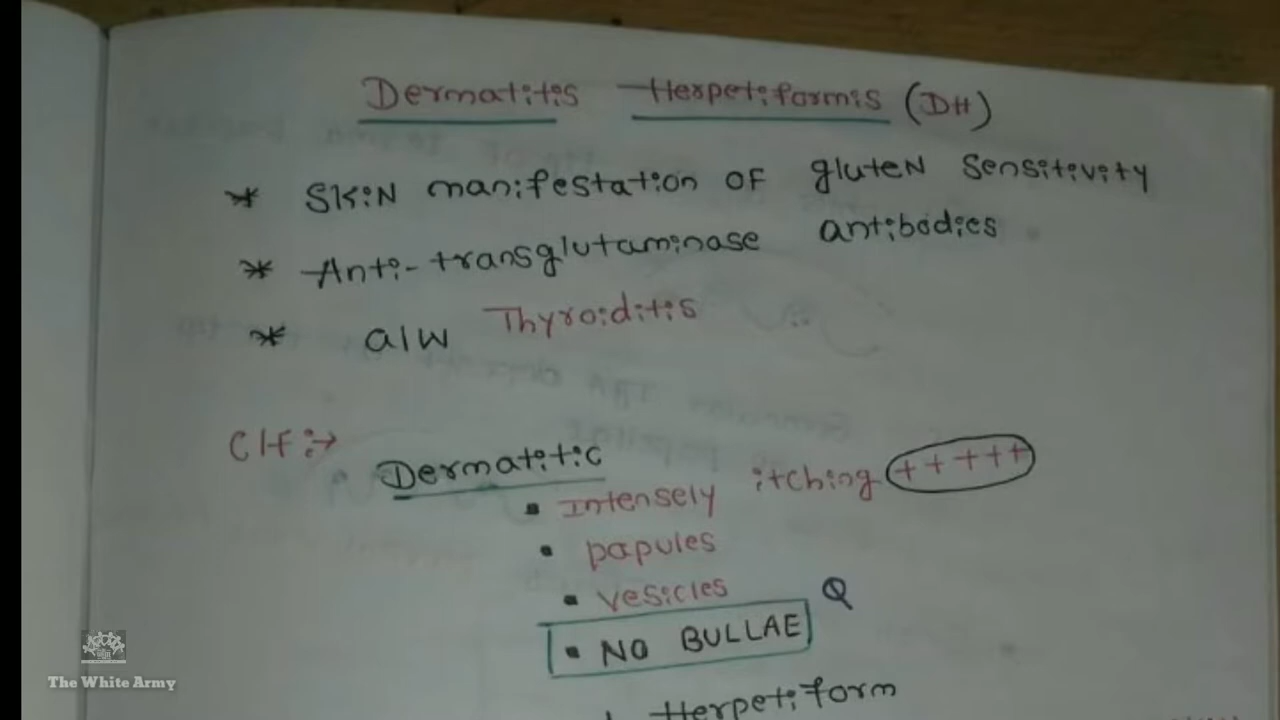 Dermatitis Herpetiformis (DH)
* Skin manifestation of gluten sensitivity
* Anti-transglutaminase antibodies
* a/w Thyroiditis
C/F :→
Dermatitic
▪ Intensely itching +++++
▪ papules
▪ vesicles Q
▪ NO BULLAE
Herpetiform
The White Army